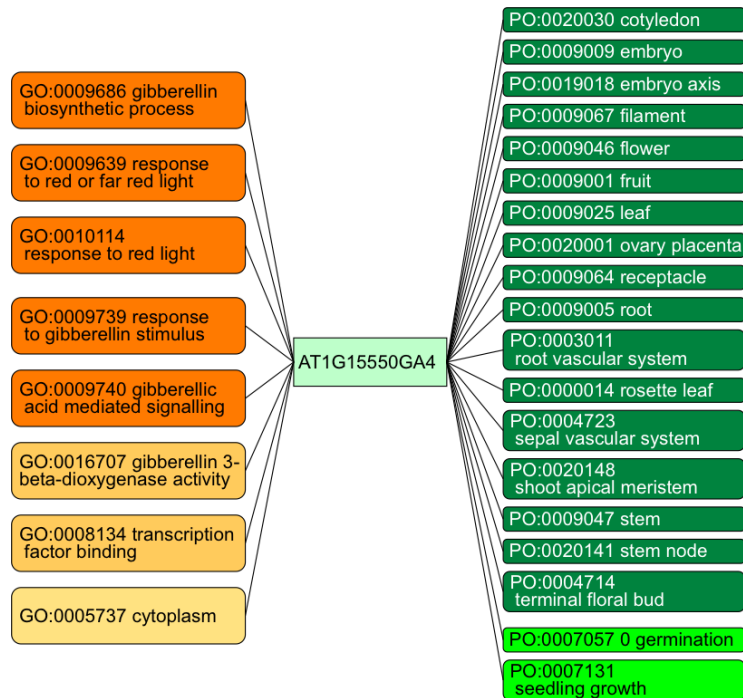 GO:0009686 gibberellin
biosynthetic process
GO:0009639 response
to red or far red light
GO:0010114
response to red light
GO:0009739 response
to gibberellin stimulus
GO:0009740 gibberellic
acid mediated signalling
GO:0016707 gibberellin 3-
beta-dioxygenase activity
GO:0008134 transcription
factor binding
GO:0005737 cytoplasm
AT1G15550GA4
PO:0020030 cotyledon
PO:0009009 embryo
PO:0019018 embryo axis
PO:0009067 filament
PO:0009046 flower
PO:0009001 fruit
PO:0009025 leaf
PO:0020001 ovary placenta
PO:0009064 receptacle
PO:0009005 root
PO:0003011
root vascular system
PO:0000014 rosette leaf
PO:0004723
sepal vascular system
PO:0020148
shoot apical meristem
PO:0009047 stem
PO:0020141 stem node
PO:0004714
terminal floral bud
PO:0007057 0 germination
PO:0007131
seedling growth